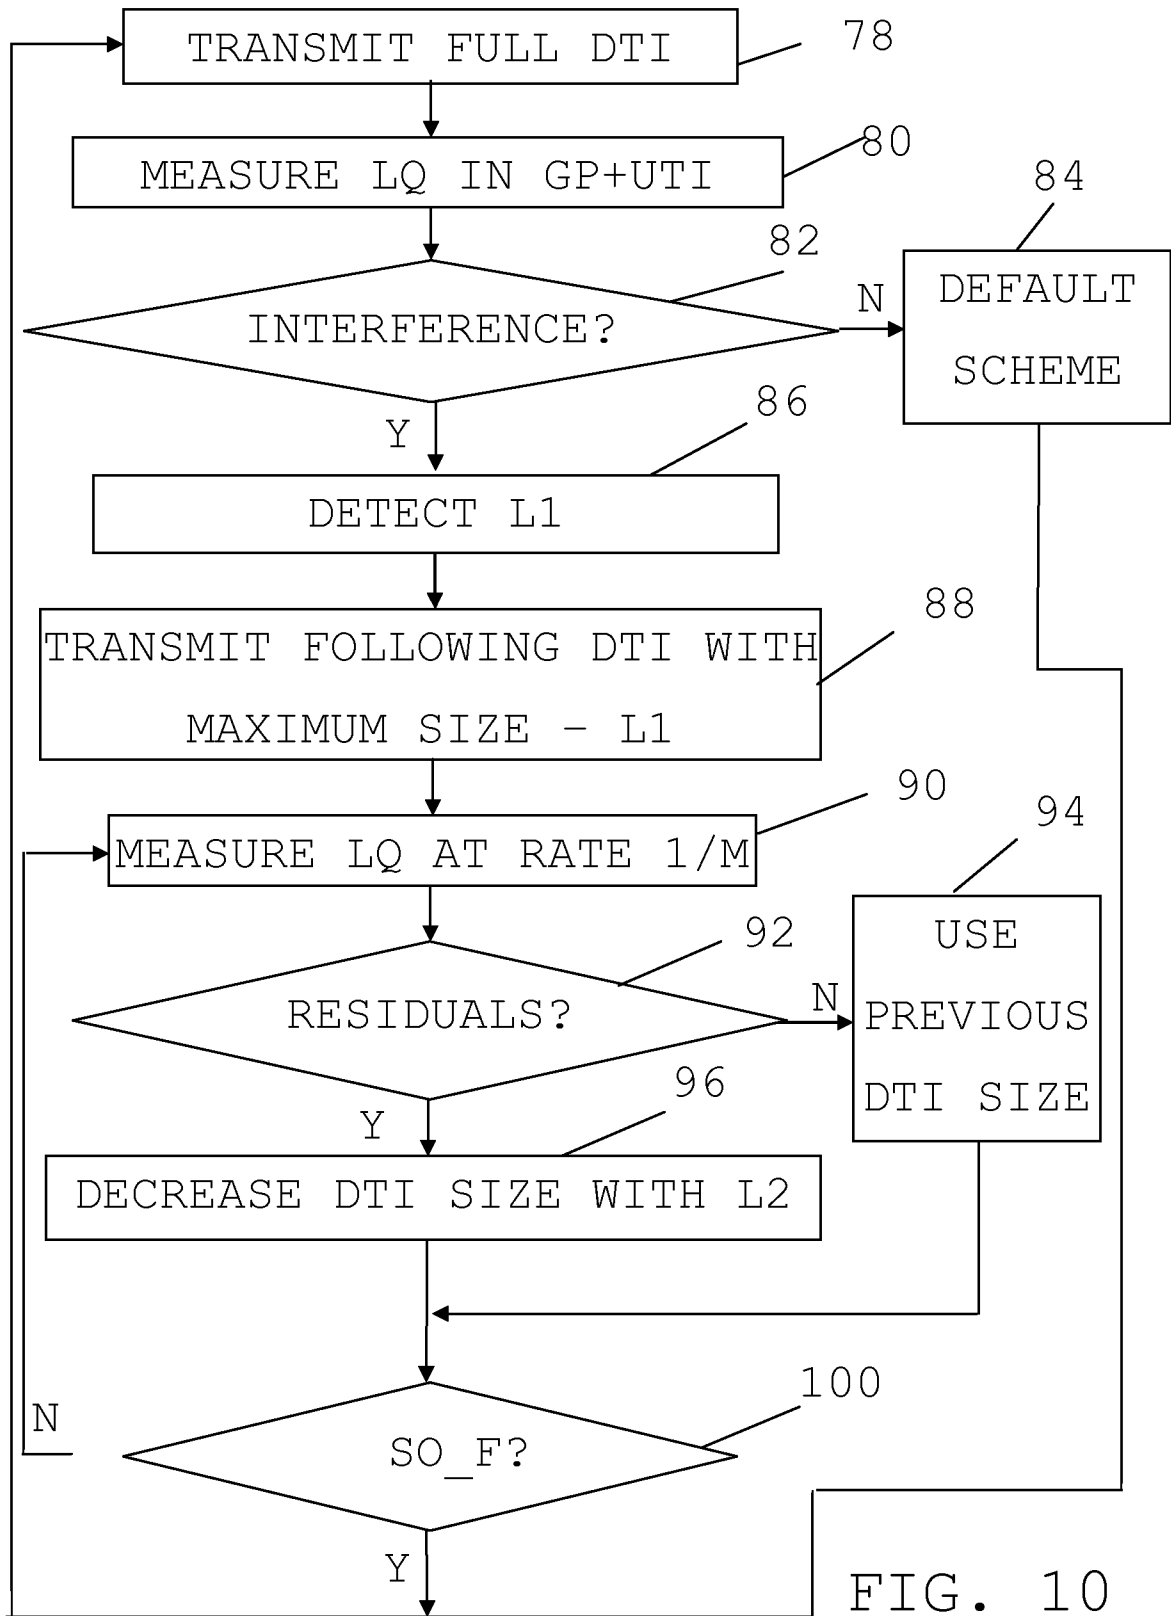 TRANSMIT FULL DTI
78
MEASURE LQ IN GP+UTI
80
84
82
INTERFERENCE?
N
DEFAULT
SCHEME
Y
86
DETECT L1
88
TRANSMIT FOLLOWING DTI WITH
MAXIMUM SIZE – L1
90
94
MEASURE LQ AT RATE 1/M
92
RESIDUALS?
N
USE
PREVIOUS
DTI SIZE
Y
96
DECREASE DTI SIZE WITH L2
100
N
SO_F?
Y
FIG. 10